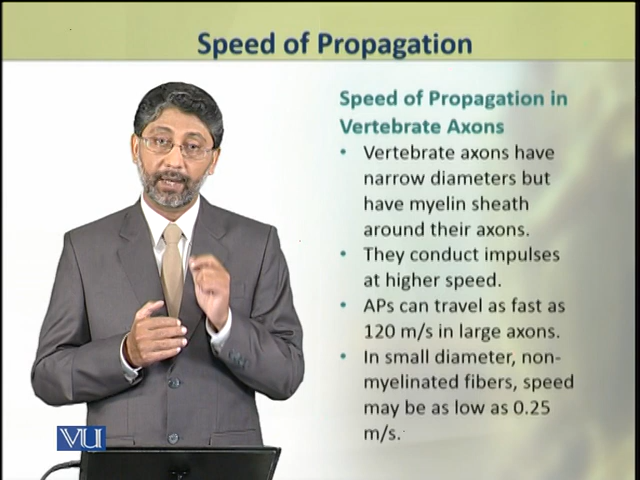 Speed of Propagation
Speed of Propagation in
Vertebrate Axons
• Vertebrate axons have
narrow diameters but
have myelin sheath
around their axons.
• They conduct impulses
at higher speed.
• APs can travel as fast as
120 m/s in large axons.
• In small diameter, non-
myelinated fibers, speed
may be as low as 0.25
m/s.
VU